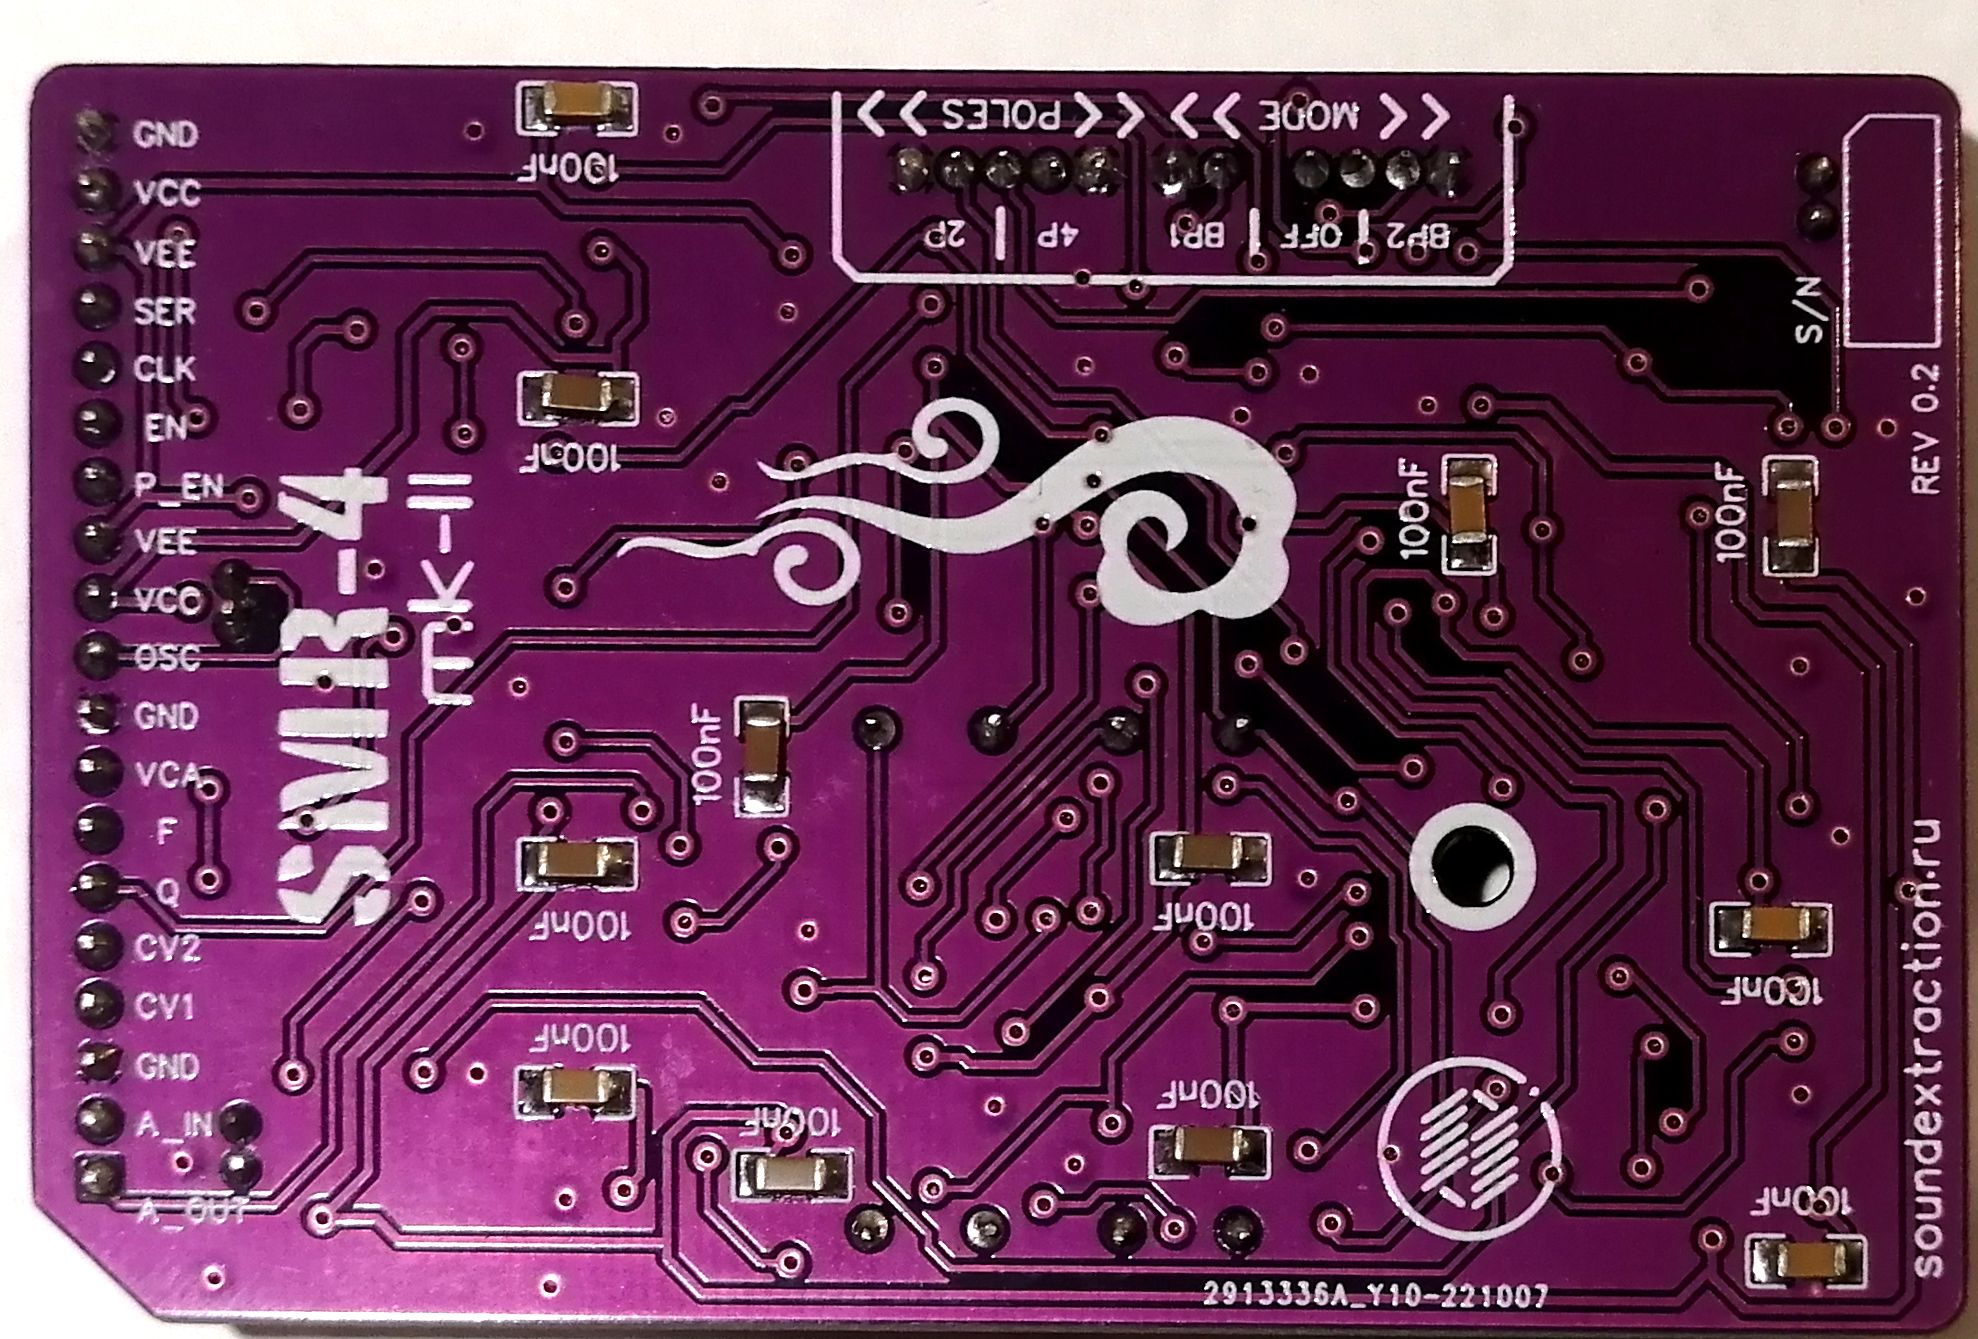 GND
VCC
VEE
SER
CLK
EN
P_EN
VEE
VCO
OSC
GND
VCA
F
Q
CV2
CV1
GND
A_IN
A_OUT
SMR-4
mk-II
100nF
100nF
100nF
100nF
100nF
100nF
100nF
100nF
100nF
100nF
100nF
100nF
<< MODE >> << POLES >>
BP2 | OFF | BP1
4P | 2P
S/N
REV 0.2
soundextraction.ru
2913336A_Y10-221007